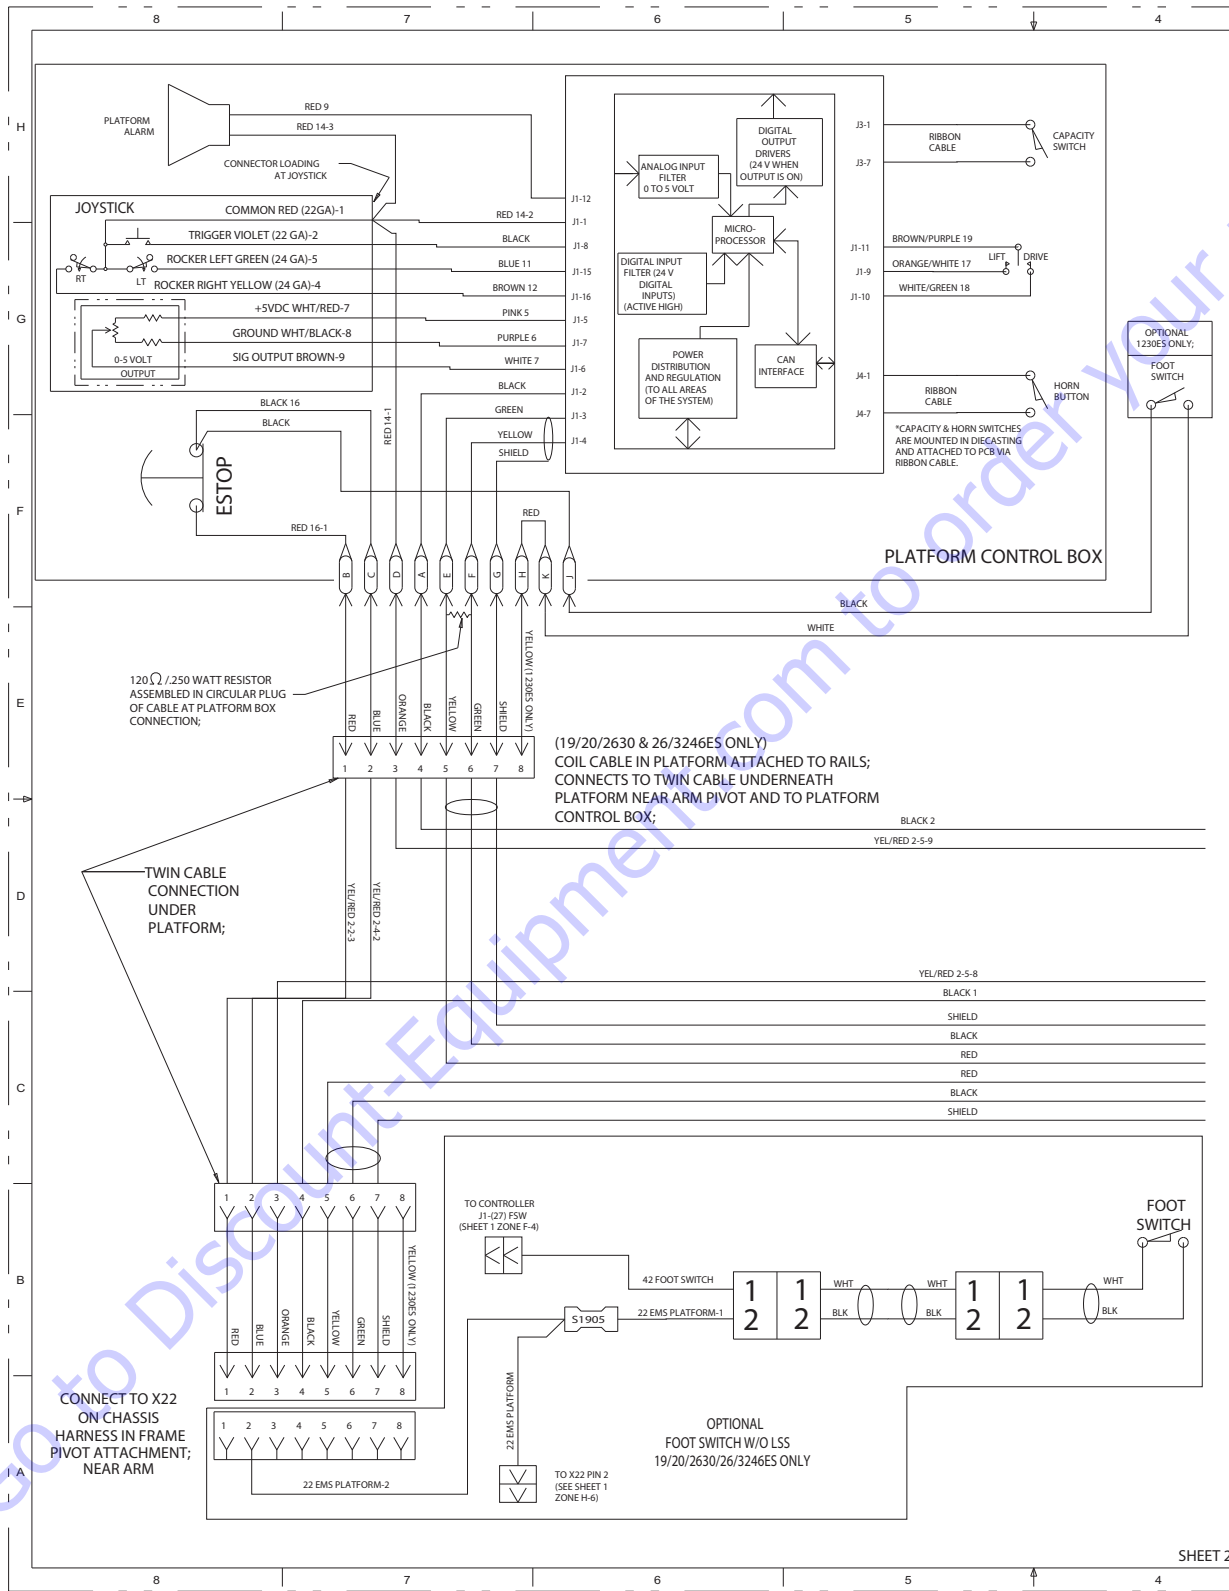 8 7 6 5 4
H
G
F
E
D
C
B
A
PLATFORM
ALARM
RED 9
RED 14-3
CONNECTOR LOADING
AT JOYSTICK
JOYSTICK
COMMON RED (22GA)-1
TRIGGER VIOLET (22 GA)-2
ROCKER LEFT GREEN (24 GA)-5
RT
LT
ROCKER RIGHT YELLOW (24 GA)-4
+5VDC WHT/RED-7
GROUND WHT/BLACK-8
SIG OUTPUT BROWN-9
0-5 VOLT
OUTPUT
RED 14-2
BLACK
BLUE 11
BROWN 12
PINK 5
PURPLE 6
WHITE 7
BLACK
GREEN
YELLOW
SHIELD
J1-12
J1-1
J1-8
J1-15
J1-16
J1-5
J1-7
J1-6
J1-2
J1-3
J1-4
ANALOG INPUT
FILTER
0 TO 5 VOLT
DIGITAL
OUTPUT
DRIVERS
(24 V WHEN
OUTPUT IS ON)
MICRO-
PROCESSOR
DIGITAL INPUT
FILTER (24 V
DIGITAL
INPUTS)
(ACTIVE HIGH)
POWER
DISTRIBUTION
AND REGULATION
(TO ALL AREAS
OF THE SYSTEM)
CAN
INTERFACE
J3-1
J3-7
RIBBON
CABLE
CAPACITY
SWITCH
J1-11
J1-9
J1-10
BROWN/PURPLE 19
ORANGE/WHITE 17
WHITE/GREEN 18
LIFT
DRIVE
J4-1
J4-7
RIBBON
CABLE
HORN
BUTTON
*CAPACITY & HORN SWITCHES
ARE MOUNTED IN DIECASTING
AND ATTACHED TO PCB VIA
RIBBON CABLE.
OPTIONAL
1230ES ONLY;
FOOT
SWITCH
BLACK 16
BLACK
RED 14-1
ESTOP
RED 16-1
RED
PLATFORM CONTROL BOX
B C D A E F G H K J
BLACK
WHITE
120Ω /.250 WATT RESISTOR
ASSEMBLED IN CIRCULAR PLUG
OF CABLE AT PLATFORM BOX
CONNECTION;
RED
BLUE
ORANGE
BLACK
YELLOW
GREEN
SHIELD
YELLOW (1230ES ONLY)
1 2 3 4 5 6 7 8
(19/20/2630 & 26/3246ES ONLY)
COIL CABLE IN PLATFORM ATTACHED TO RAILS;
CONNECTS TO TWIN CABLE UNDERNEATH
PLATFORM NEAR ARM PIVOT AND TO PLATFORM
CONTROL BOX;
BLACK 2
YEL/RED 2-5-9
TWIN CABLE
CONNECTION
UNDER
PLATFORM;
YEL/RED 2-2-3
YEL/RED 2-4-2
YEL/RED 2-5-8
BLACK 1
SHIELD
BLACK
RED
RED
BLACK
SHIELD
1 2 3 4 5 6 7 8
RED
BLUE
ORANGE
BLACK
YELLOW
GREEN
SHIELD
YELLOW (1230ES ONLY)
1 2 3 4 5 6 7 8
CONNECT TO X22
ON CHASSIS
HARNESS IN FRAME
PIVOT ATTACHMENT;
NEAR ARM
1 2 3 4 5 6 7 8
22 EMS PLATFORM-2
TO CONTROLLER
J1-(27) FSW
(SHEET 1 ZONE F-4)
42 FOOT SWITCH
S1905
22 EMS PLATFORM-1
22 EMS PLATFORM
TO X22 PIN 2
(SEE SHEET 1
ZONE H-6)
1 1
2 2
WHT WHT
BLK BLK
1 1
2 2
WHT
BLK
FOOT
SWITCH
OPTIONAL
FOOT SWITCH W/O LSS
19/20/2630/26/3246ES ONLY
SHEET 2
8 7 6 5 4
Go to Discount-Equipment.com to order your